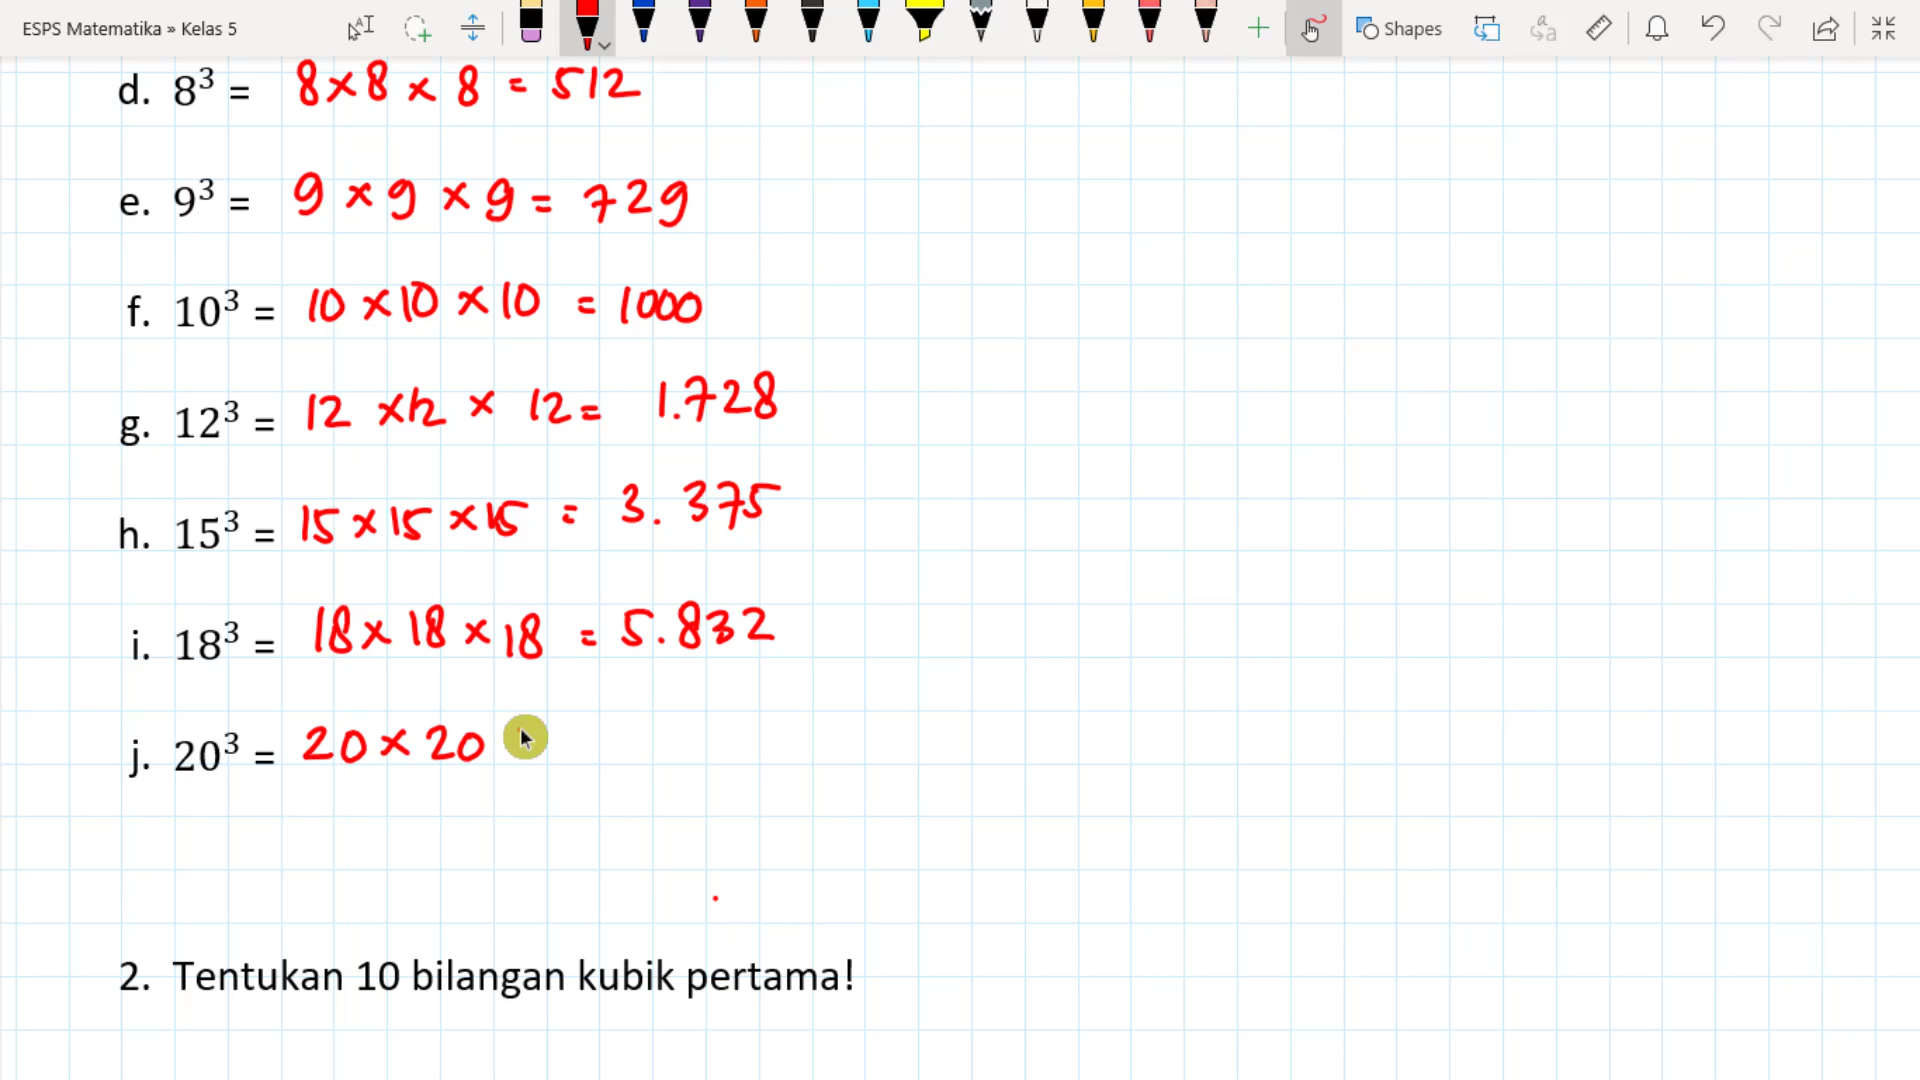 ESPS Matematika » Kelas 5 Shapes
d. 8³ = 8 × 8 × 8 = 512
e. 9³ = 9 × 9 × 9 = 729
f. 10³ = 10 × 10 × 10 = 1000
g. 12³ = 12 × 12 × 12 = 1.728
h. 15³ = 15 × 15 × 15 = 3.375
i. 18³ = 18 × 18 × 18 = 5.832
j. 20³ = 20 × 20
2. Tentukan 10 bilangan kubik pertama!